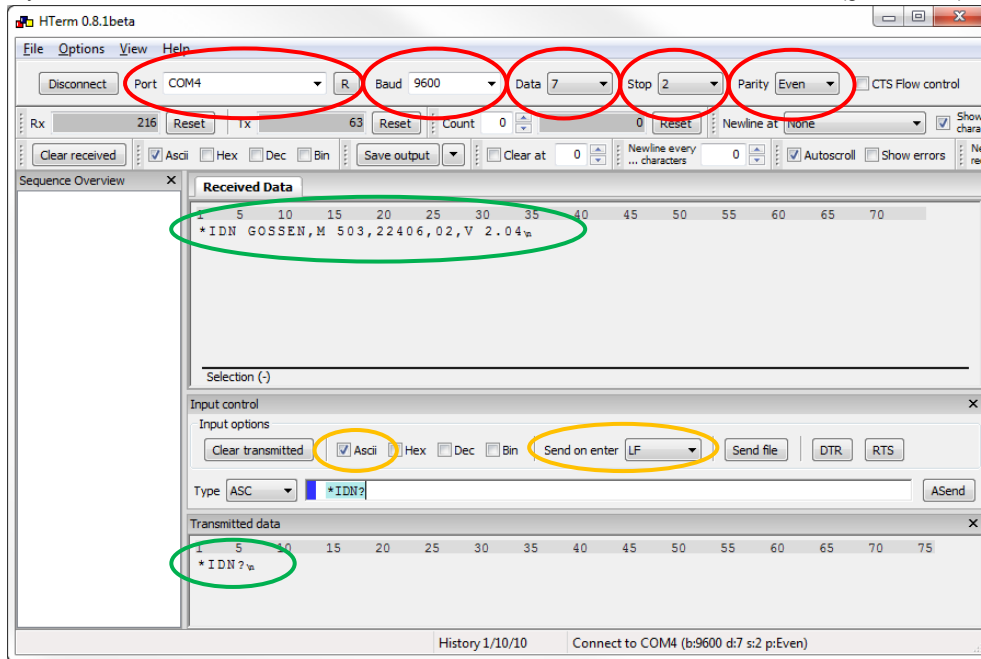 HTerm 0.8.1beta
File Options View Help
Disconnect Port COM4 R Baud 9600 Data 7 Stop 2 Parity Even CTS Flow control
Rx 216 Reset Tx 63 Reset Count 0 0 Reset Newline at None Show
chara
Clear received Ascii Hex Dec Bin Save output Clear at 0 Newline every
... characters 0 Autoscroll Show errors
Sequence Overview X Received Data
1 5 10 15 20 25 30 35 40 45 50 55 60 65 70
*IDN GOSSEN,M 503,22406,02,V 2.04\n
Selection (-)
Input control X
Input options
Clear transmitted Ascii Hex Dec Bin Send on enter LF Send file DTR RTS
Type ASC *IDN? ASend
Transmitted data X
1 5 10 15 20 25 30 35 40 45 50 55 60 65 70 75
*IDN?\n
History 1/10/10 Connect to COM4 (b:9600 d:7 s:2 p:Even)